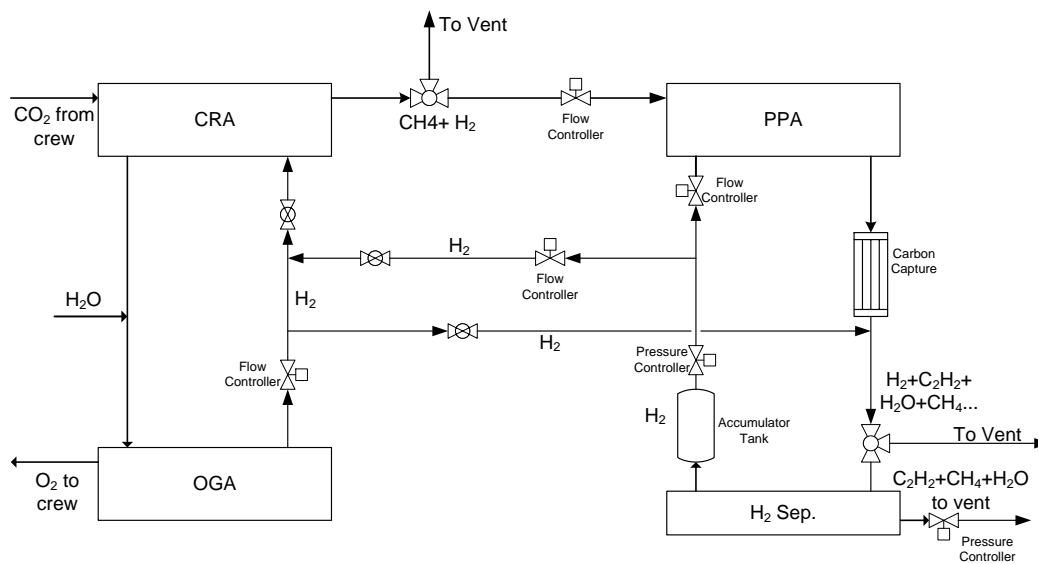 To Vent
CO₂ from
crew
CRA
CH4+ H₂
Flow
Controller
PPA
Flow
Controller
H₂
Flow
Controller
Carbon
Capture
H₂O
H₂
H₂
Flow
Controller
Pressure
Controller
H₂
Accumulator
Tank
H₂+C₂H₂+
H₂O+CH₄...
To Vent
O₂ to
crew
OGA
H₂ Sep.
C₂H₂+CH₄+H₂O
to vent
Pressure
Controller